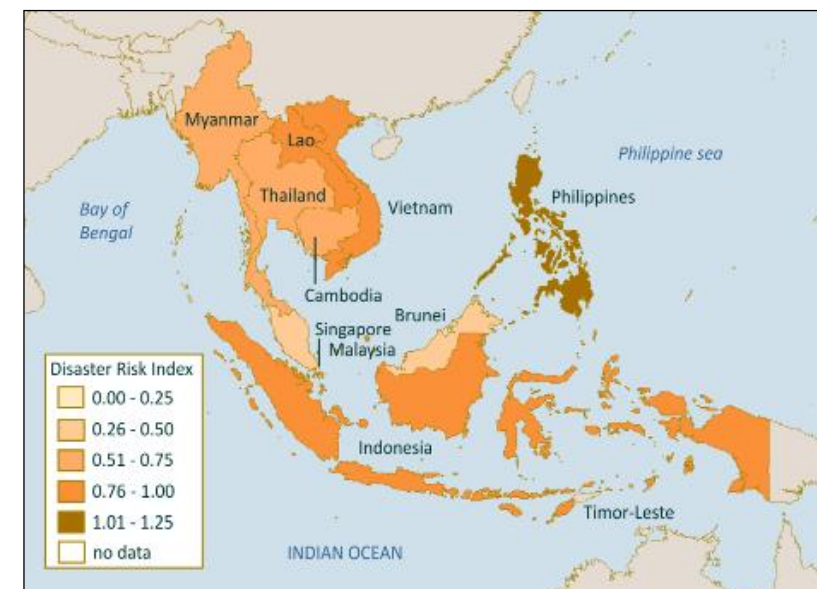 Myanmar
Lao
Philippine sea
Thailand
Philippines
Bay of
Bengal
Vietnam
Cambodia
Brunei
Singapore
Malaysia
Disaster Risk Index
0.00 - 0.25
0.26 - 0.50
0.51 - 0.75
0.76 - 1.00
1.01 - 1.25
no data
Indonesia
Timor-Leste
INDIAN OCEAN